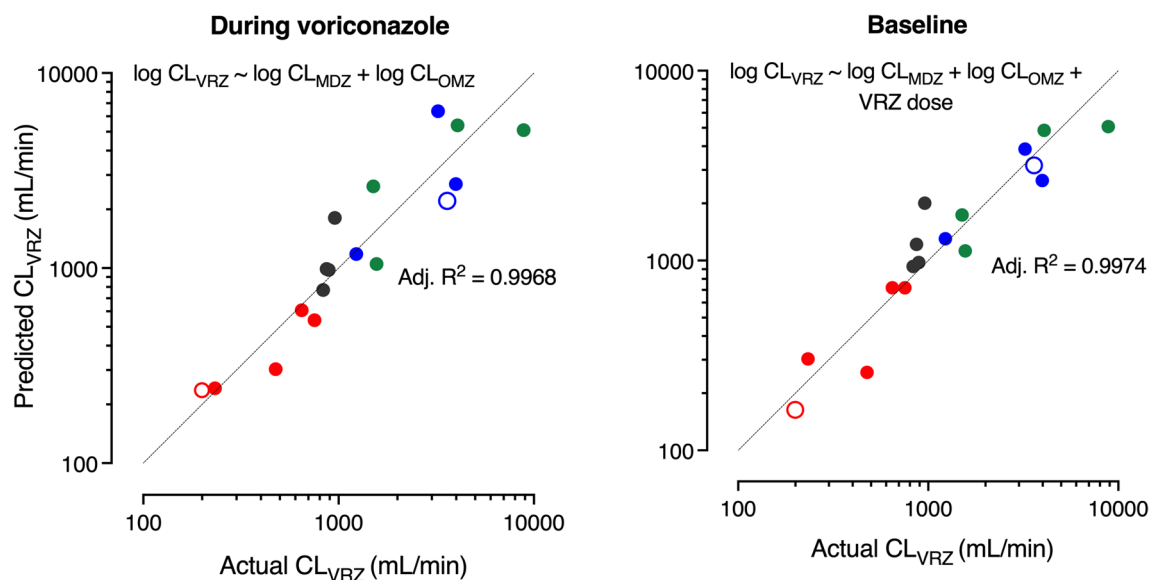 During voriconazole
log CL_VRZ ~ log CL_MDZ + log CL_OMZ
10000
1000
100
Predicted CL_VRZ (mL/min)
Adj. R² = 0.9968
100 1000 10000
Actual CL_VRZ (mL/min)
Baseline
log CL_VRZ ~ log CL_MDZ + log CL_OMZ +
VRZ dose
10000
1000
100
Adj. R² = 0.9974
100 1000 10000
Actual CL_VRZ (mL/min)